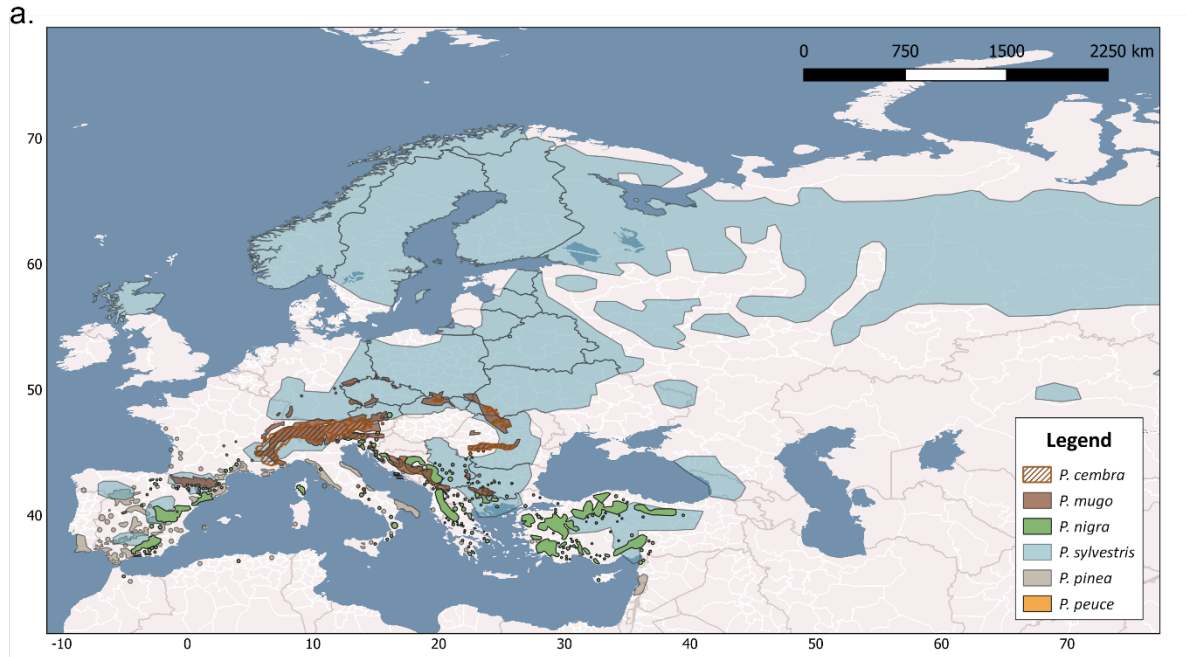 a.
0 750 1500 2250 km
70
60
50
40
Legend
P. cembra
P. mugo
P. nigra
P. sylvestris
P. pinea
P. peuce
-10 0 10 20 30 40 50 60 70